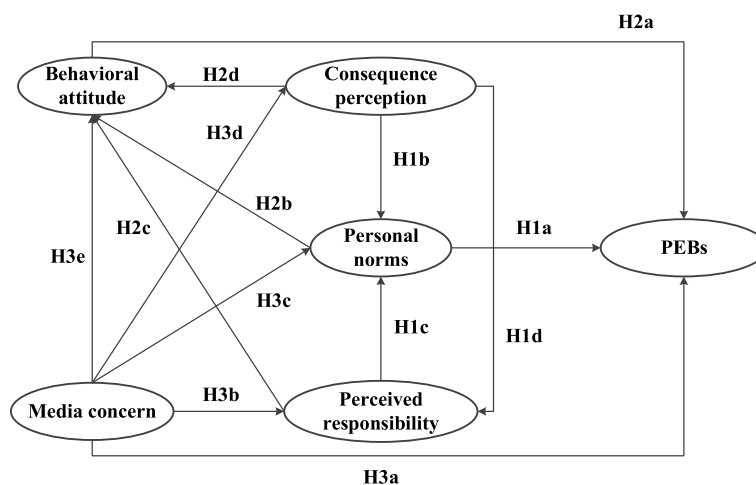 H2a
Behavioral
attitude
H2d
Consequence
perception
H3d
H1b
H2b
H2c
H3e
Personal
norms
H1a
PEBs
H3c
H1c
H1d
Media concern
H3b
Perceived
responsibility
H3a